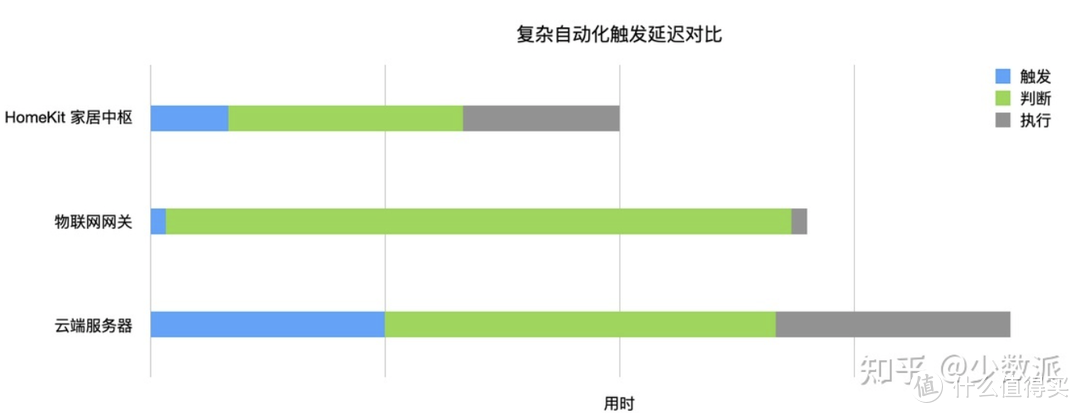 复杂自动化触发延迟对比
触发
判断
执行
HomeKit 家居中枢
物联网网关
云端服务器
用时
知乎 @少数派
值 什么值得买